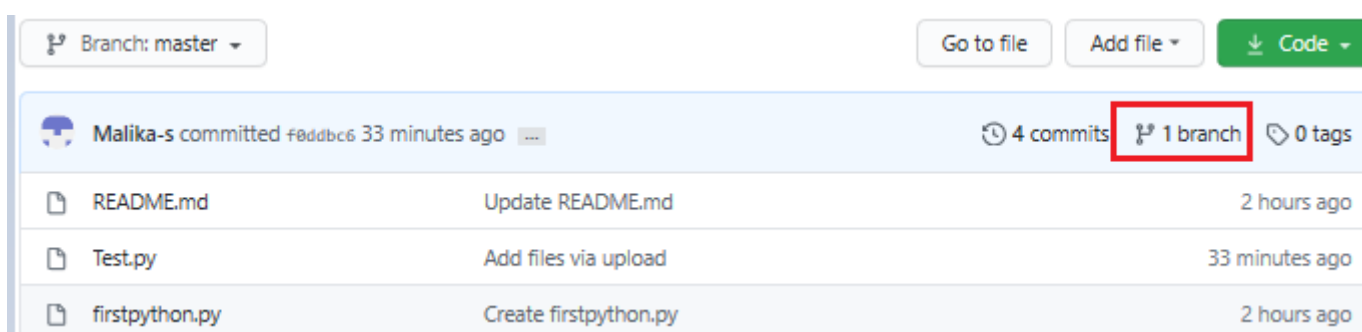 Branch: master Go to file Add file Code
Malika-s committed f0ddbc6 33 minutes ago ... 4 commits 1 branch 0 tags
README.md Update README.md 2 hours ago
Test.py Add files via upload 33 minutes ago
firstpython.py Create firstpython.py 2 hours ago